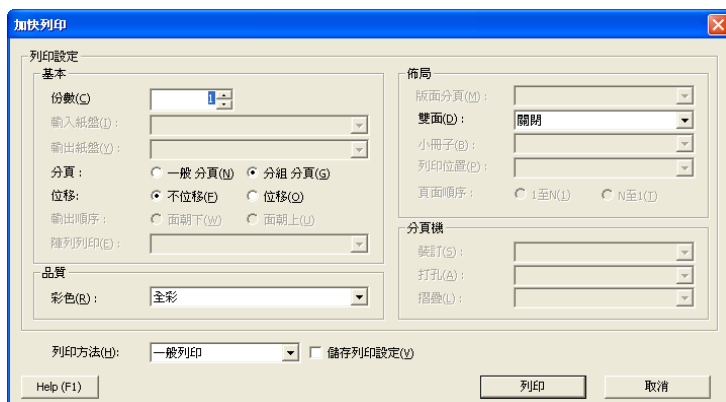 加快列印
列印設定
基本
份數(C)
1
輸入紙盤(I):
輸出紙盤(Y):
分頁:
一般 分頁(N)
分組 分頁(G)
位移:
不位移(F)
位移(O)
輸出順序:
面朝下(W)
面朝上(U)
陣列列印(E):
品質
彩色(R):
全彩
佈局
版面分頁(M):
雙面(D):
關閉
小冊子(B):
列印位置(P):
頁面順序:
1至N(1)
N至1(T)
分頁機
裝訂(S):
打孔(A):
摺疊(L):
列印方法(H):
一般列印
儲存列印設定(V)
Help (F1)
列印
取消